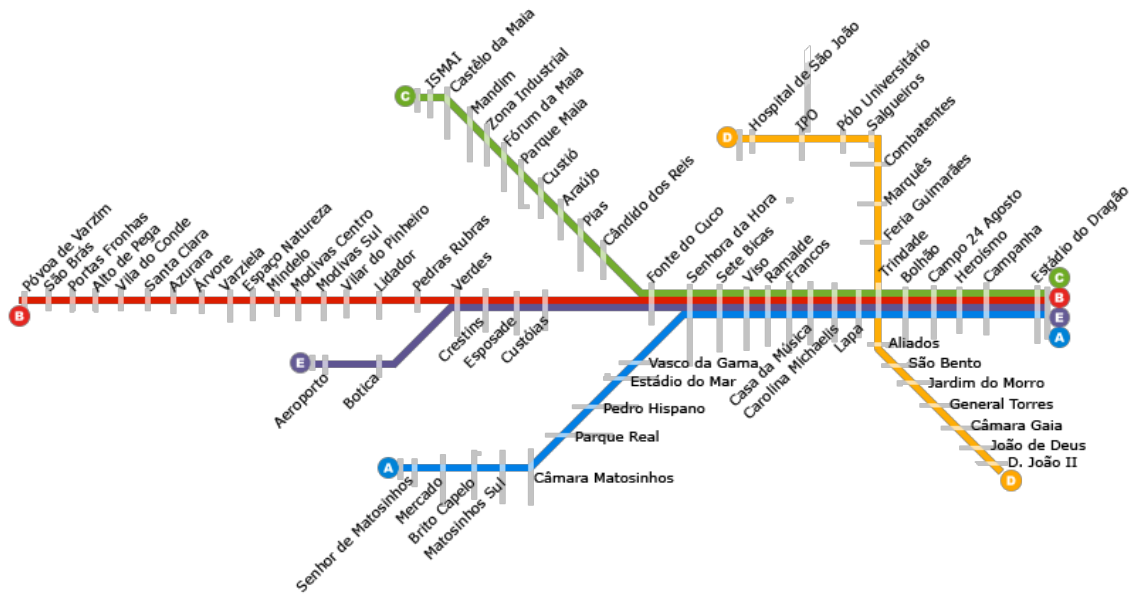 C
ISMAI
Castêlo da Maia
Mandim
Zona Industrial
Fórum da Maia
Parque Maia
Custió
Araújo
Pias
Cândido dos Reis
D
Hospital de São João
IPO
Pólo Universitário
Salgueiros
Combatentes
Marquês
Feria Guimarães
Póvoa de Varzim
São Brás
Portas Fronhas
Alto de Pega
Vila do Conde
Santa Clara
Azurara
Árvore
Varziela
Espaço Natureza
Mindelo
Modivas Centro
Modivas Sul
Vilar do Pinheiro
Lidador
Pedras Rubras
Verdes
Fonte do Cuco
Senhora da Hora
Sete Bicas
Viso
Ramalde
Francos
Trindade
Bolhão
Campo 24 Agosto
Heroísmo
Campanha
Estádio do Dragão
C
B
E
A
B
Crestins
Esposade
Custóias
E
Aeroporto
Botica
Casa da Música
Carolina Michaelis
Lapa
Vasco da Gama
Estádio do Mar
Pedro Hispano
Parque Real
Câmara Matosinhos
A
Senhor de Matosinhos
Mercado
Brito Capelo
Matosinhos Sul
Aliados
São Bento
Jardim do Morro
General Torres
Câmara Gaia
João de Deus
D. João II
D